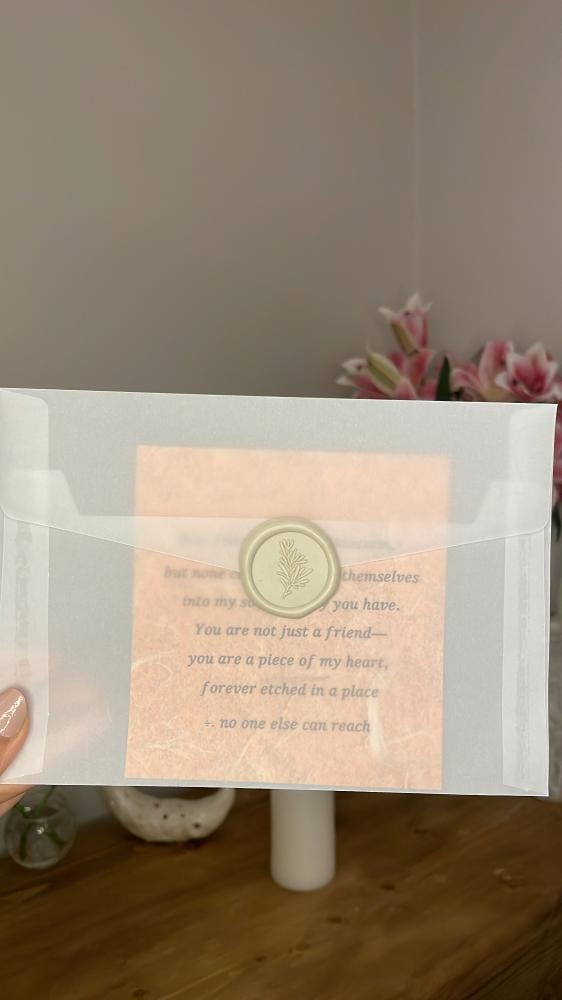 but none themselves
into my you have.
You are not just a friend—
you are a piece of my heart,
forever etched in a place
÷. no one else can reach